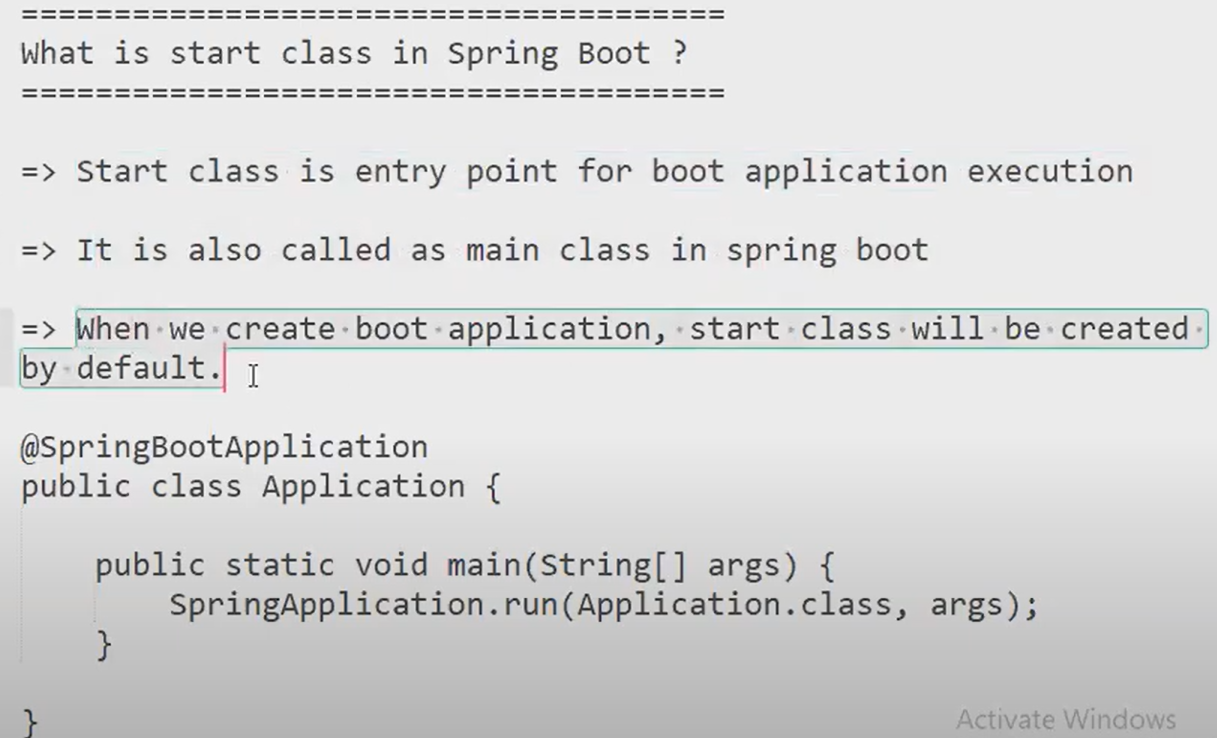 ======================================
What is start class in Spring Boot ?
======================================
=> Start class is entry point for boot application execution
=> It is also called as main class in spring boot
=> When we create boot application, start class will be created
by default.
@SpringBootApplication
public class Application {
public static void main(String[] args) {
SpringApplication.run(Application.class, args);
}
}
Activate Windows